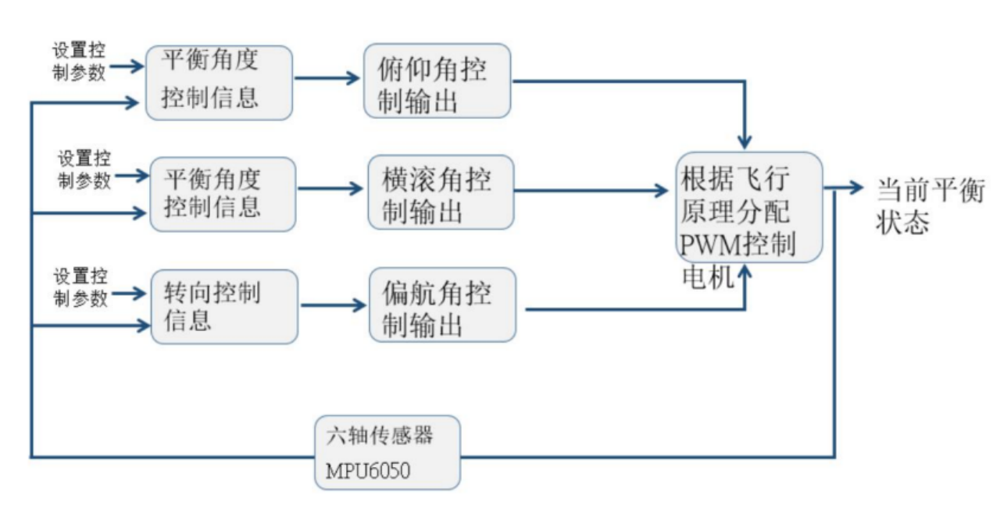 设置控
制参数
平衡角度
控制信息
俯仰角控
制输出
设置控
制参数
平衡角度
控制信息
横滚角控
制输出
根据飞行
原理分配
PWM控制
电机
当前平衡
状态
设置控
制参数
转向控制
信息
偏航角控
制输出
六轴传感器
MPU6050